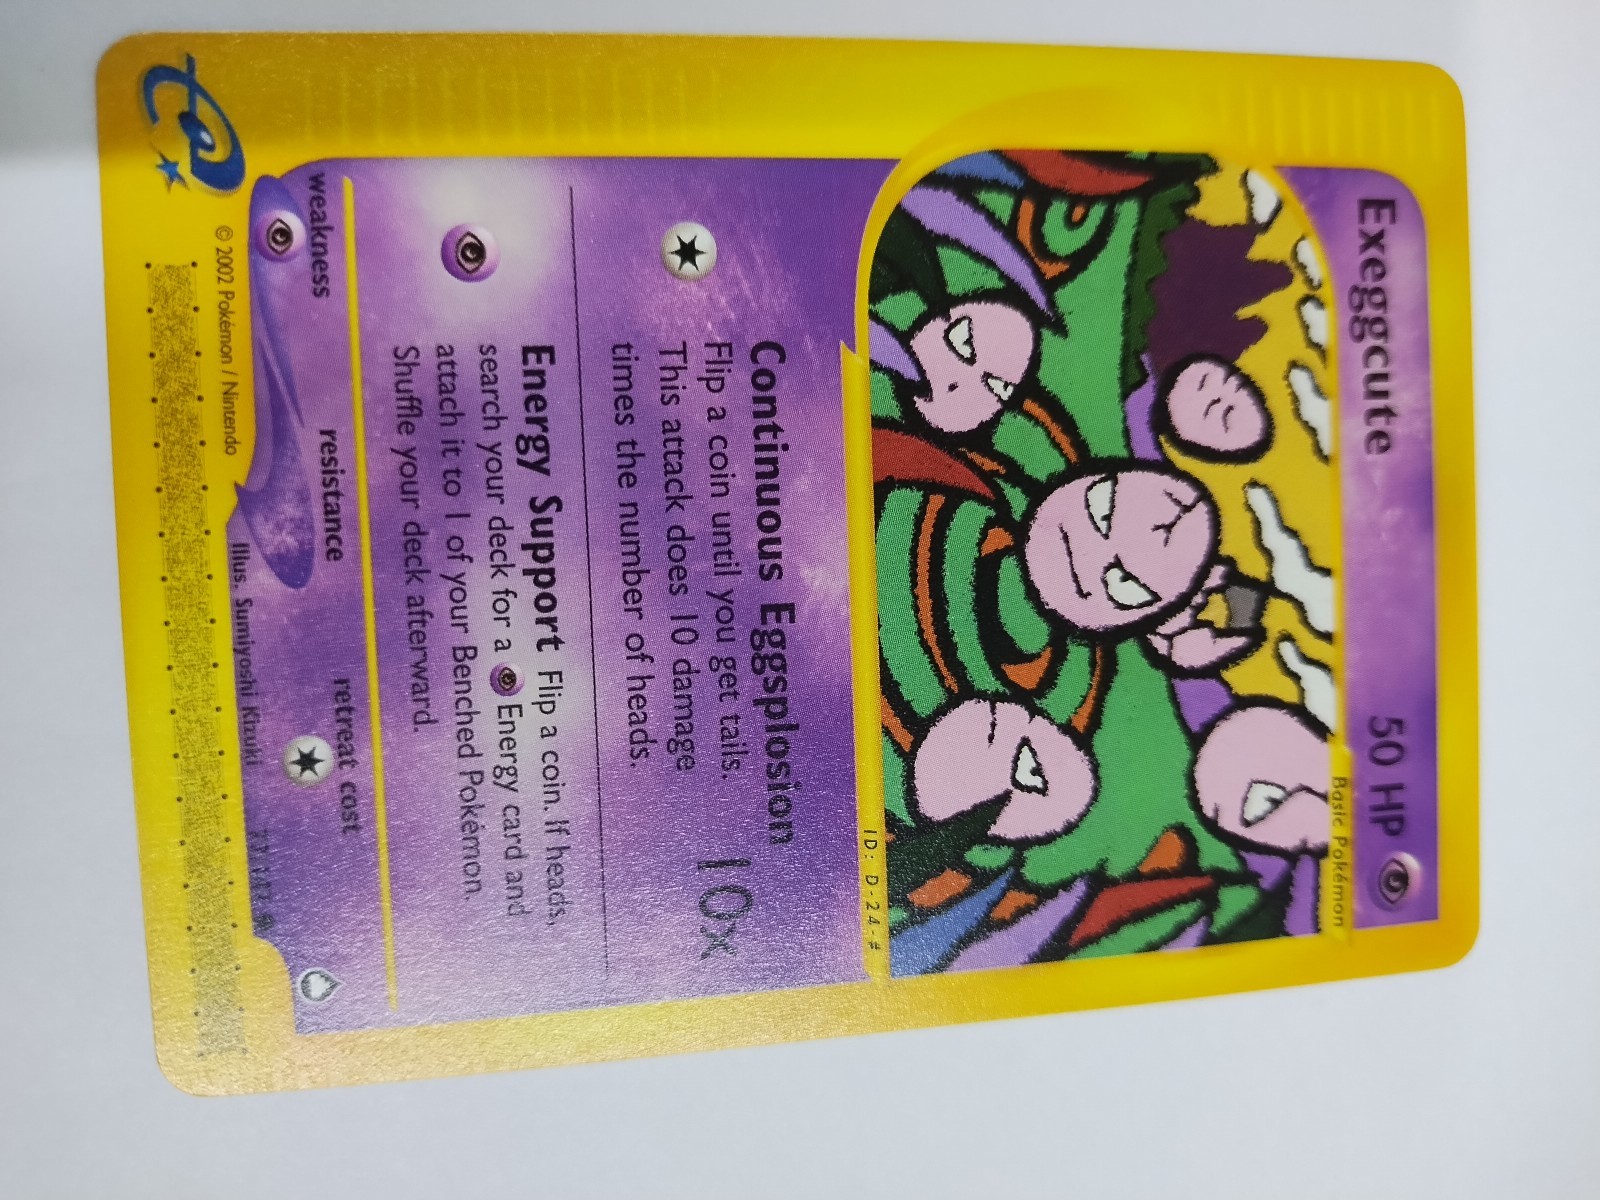 Exeggcute 50 HP
Basic Pokémon
ID: D-24-#
Continuous Eggsplosion
Flip a coin until you get tails.
This attack does 10 damage
times the number of heads.
10x
Energy Support Flip a coin. If heads,
search your deck for a Energy card and
attach it to 1 of your Benched Pokémon.
Shuffle your deck afterward.
weakness resistance retreat cost
Illus. Sumiyoshi Kizuki
© 2002 Pokémon / Nintendo